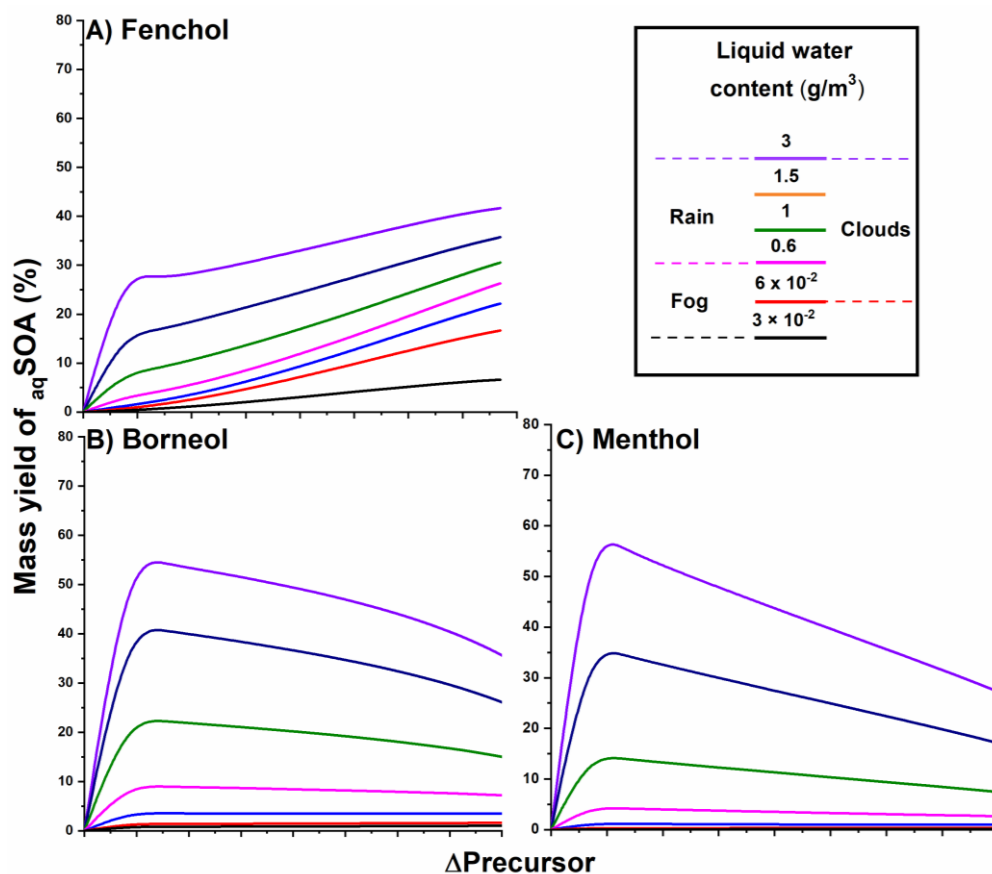 A) Fenchol
80
70
60
50
40
30
20
10
0
Liquid water
content (g/m³)
3
1.5
1
0.6
6 x 10⁻²
3 × 10⁻²
Rain
Clouds
Fog
Mass yield of aqSOA (%)
B) Borneol
80
70
60
50
40
30
20
10
0
C) Menthol
80
70
60
50
40
30
20
10
0
ΔPrecursor